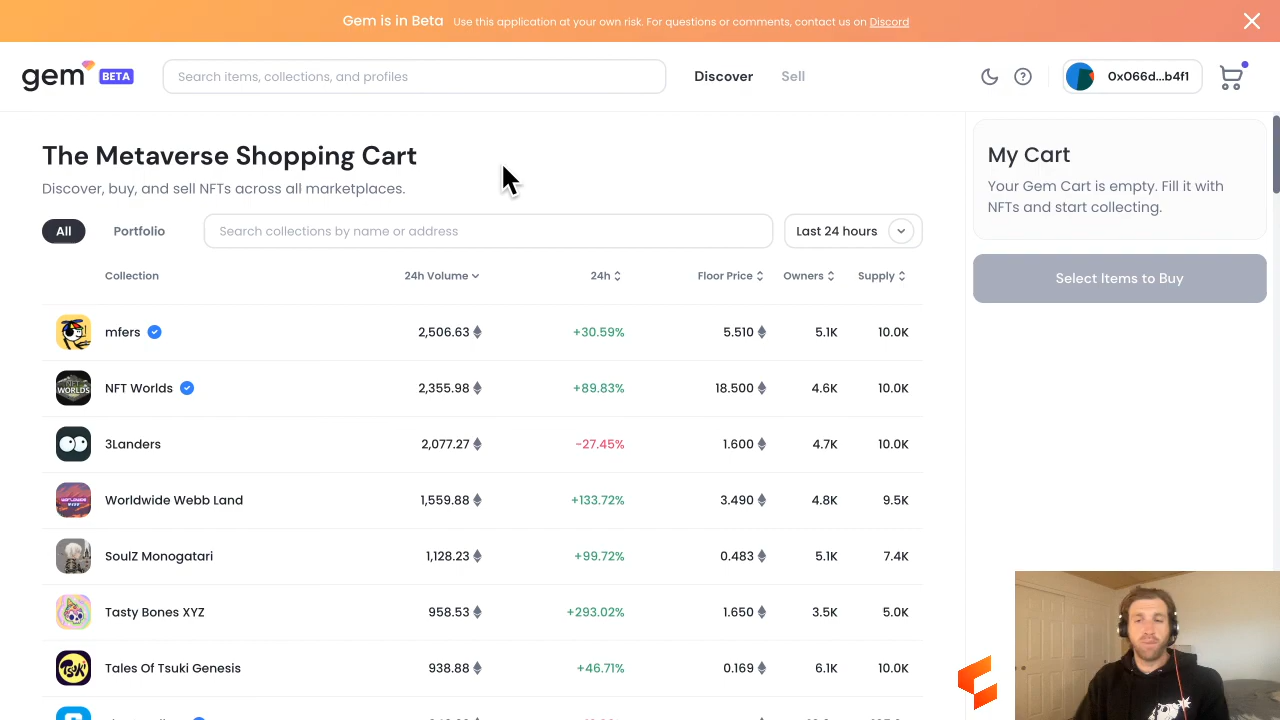 Gem is in Beta Use this application at your own risk. For questions or comments, contact us on Discord
gem BETA
Search items, collections, and profiles
Discover
Sell
0x066d...b4f1
The Metaverse Shopping Cart
Discover, buy, and sell NFTs across all marketplaces.
All
Portfolio
Search collections by name or address
Last 24 hours
Collection 24h Volume 24h Floor Price Owners Supply
mfers 2,506.63 +30.59% 5.510 5.1K 10.0K
NFT Worlds 2,355.98 +89.83% 18.500 4.6K 10.0K
3Landers 2,077.27 -27.45% 1.600 4.7K 10.0K
Worldwide Webb Land 1,559.88 +133.72% 3.490 4.8K 9.5K
SoulZ Monogatari 1,128.23 +99.72% 0.483 5.1K 7.4K
Tasty Bones XYZ 958.53 +293.02% 1.650 3.5K 5.0K
Tales Of Tsuki Genesis 938.88 +46.71% 0.169 6.1K 10.0K
My Cart
Your Gem Cart is empty. Fill it with
NFTs and start collecting.
Select Items to Buy